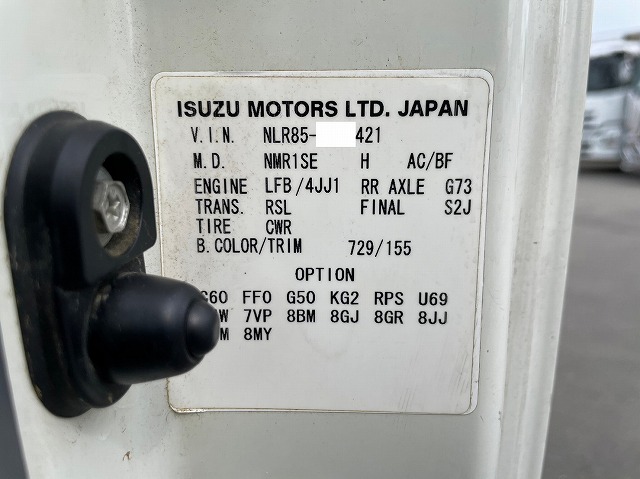 ISUZU MOTORS LTD. JAPAN
V.I.N. NLR85- 421
M.D. NMR1SE H AC/BF
ENGINE LFB/4JJ1 RR AXLE G73
TRANS. RSL FINAL S2J
TIRE CWR
B.COLOR/TRIM 729/155
OPTION
FF0 G50 KG2 RPS U69
7VP 8BM 8GJ 8GR 8JJ
8MY